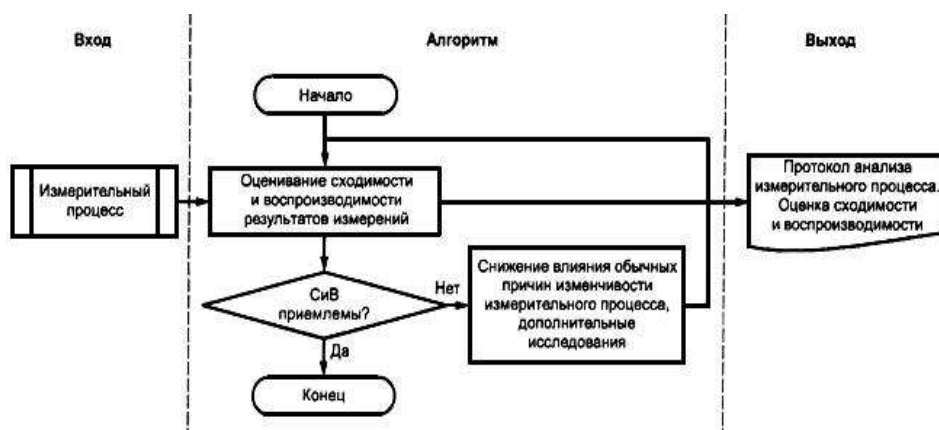 Вход
Алгоритм
Выход
Начало
Измерительный
процесс
Оценивание сходимости
и воспроизводимости
результатов измерений
Протокол анализа
измерительного процесса.
Оценка сходимости
и воспроизводимости
СиВ
приемлемы?
Нет
Снижение влияния обычных
причин изменчивости
измерительного процесса,
дополнительные
исследования
Да
Конец